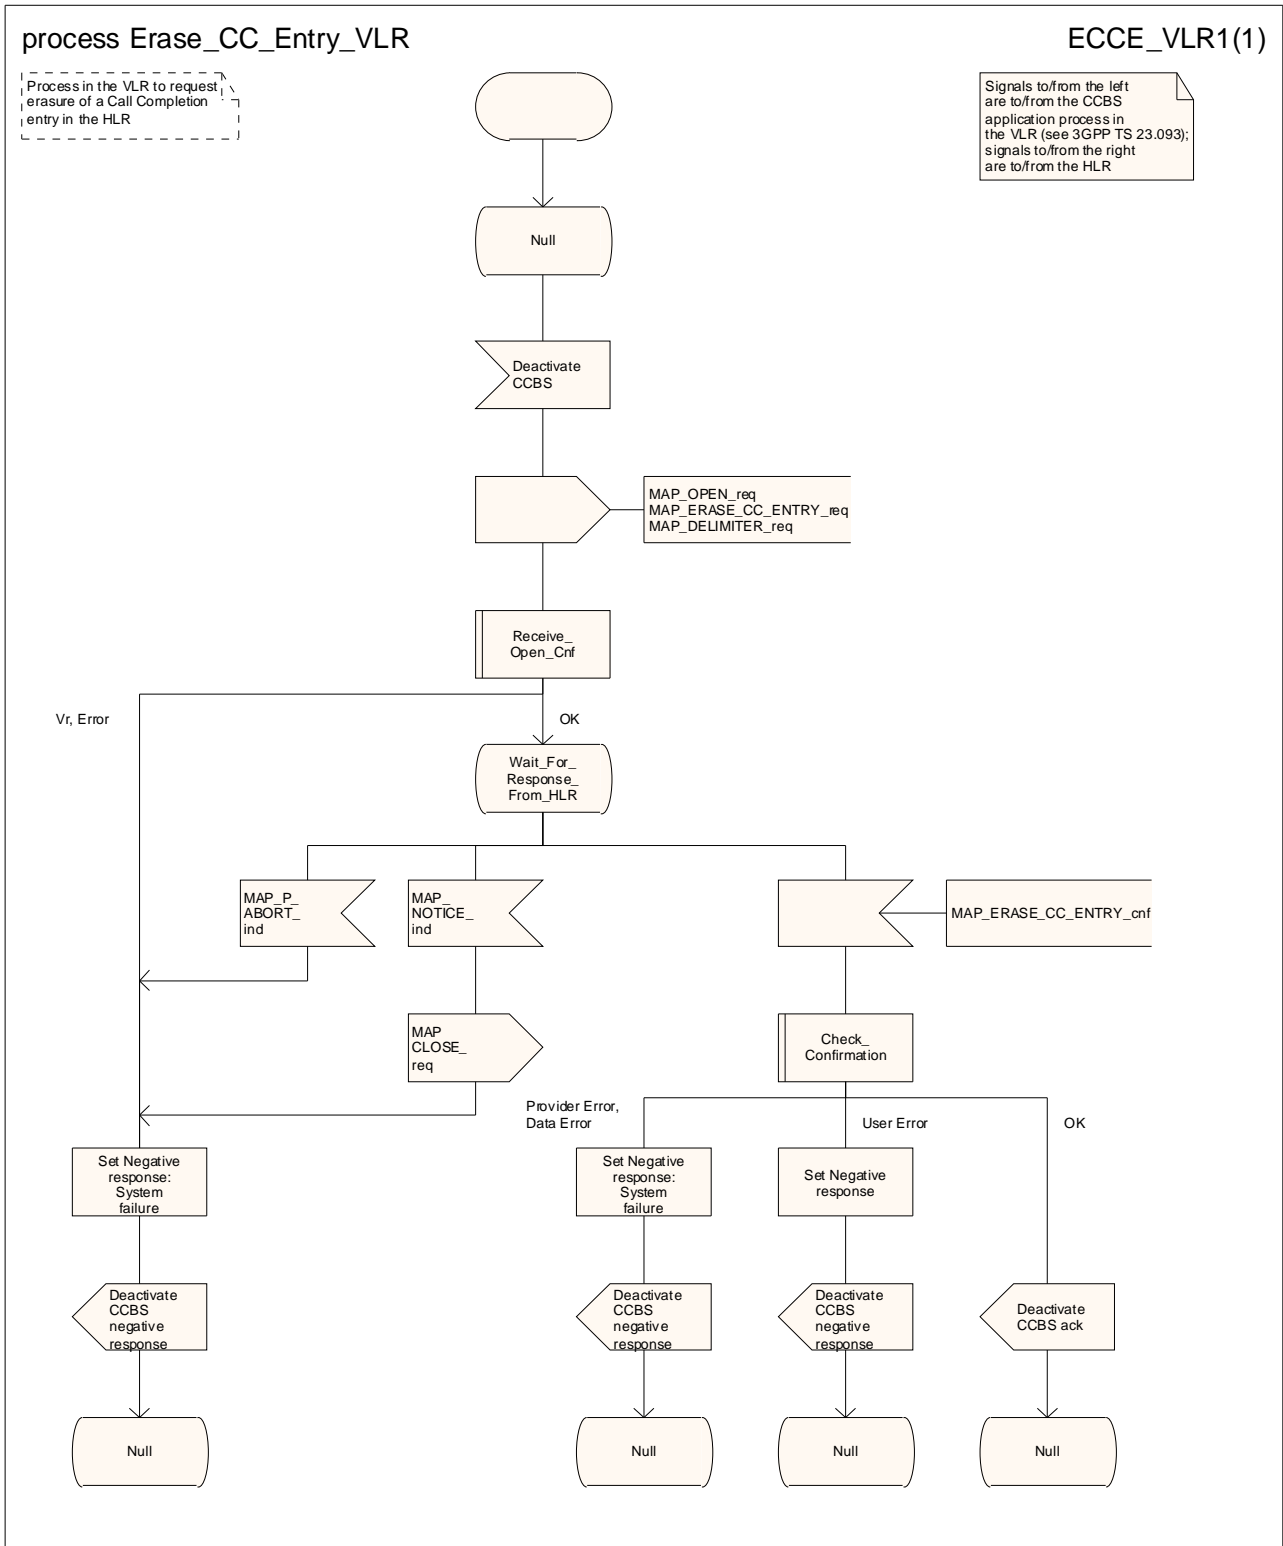 process Erase_CC_Entry_VLR
ECCE_VLR1(1)
Process in the VLR to request
erasure of a Call Completion
entry in the HLR
Signals to/from the left
are to/from the CCBS
application process in
the VLR (see 3GPP TS 23.093);
signals to/from the right
are to/from the HLR
Null
Deactivate
CCBS
MAP_OPEN_req
MAP_ERASE_CC_ENTRY_req
MAP_DELIMITER_req
Receive_
Open_Cnf
Vr, Error
OK
Wait_For_
Response_
From_HLR
MAP_P_
ABORT_
ind
MAP_
NOTICE_
ind
MAP_ERASE_CC_ENTRY_cnf
MAP
CLOSE_
req
Check_
Confirmation
Provider Error,
Data Error
User Error
OK
Set Negative
response:
System
failure
Set Negative
response:
System
failure
Set Negative
response
Deactivate
CCBS
negative
response
Deactivate
CCBS
negative
response
Deactivate
CCBS
negative
response
Deactivate
CCBS ack
Null
Null
Null
Null